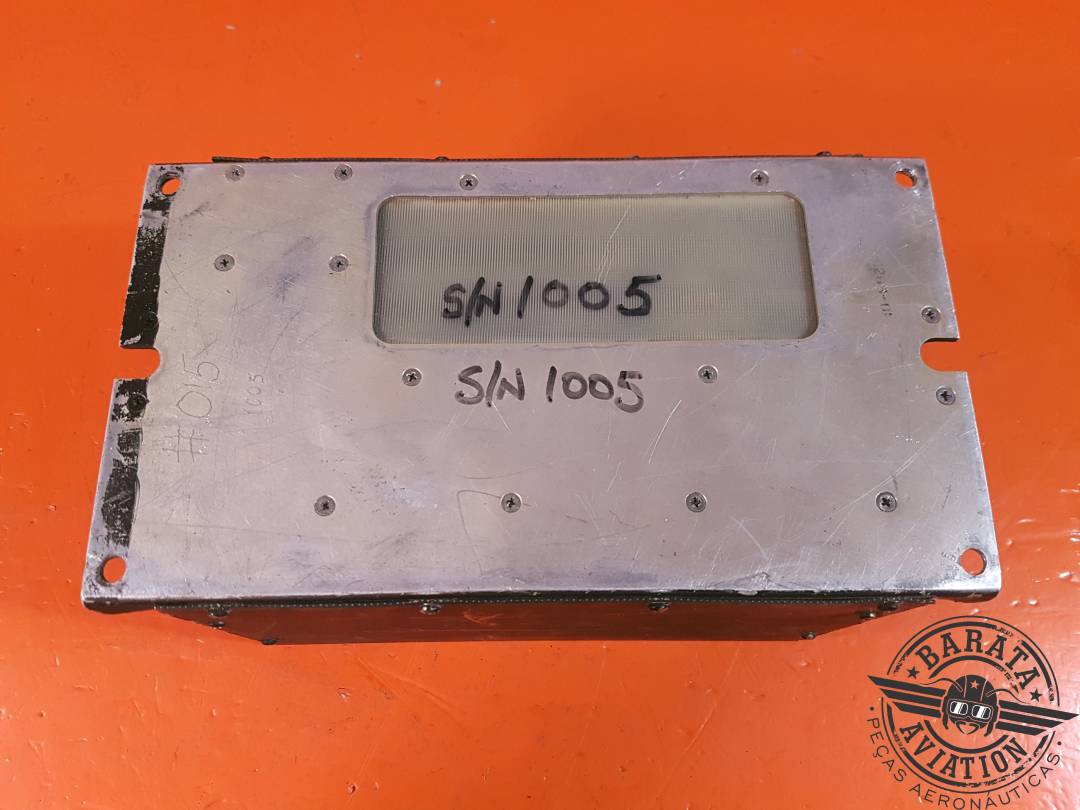 S/N 1005
S/N 1005
#015
1005
BARATA
AVIATION
PEÇAS AERONÁUTICAS